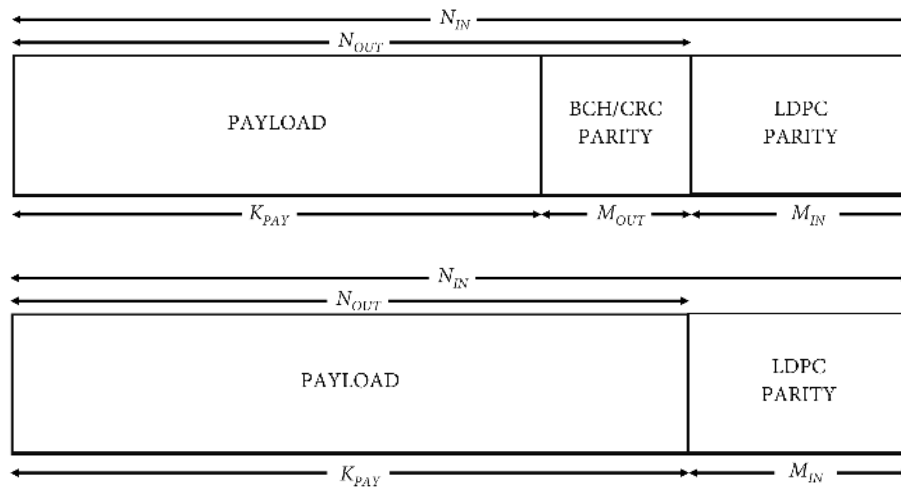 N_IN
N_OUT
PAYLOAD
BCH/CRC
PARITY
LDPC
PARITY
K_PAY
M_OUT
M_IN
N_IN
N_OUT
PAYLOAD
LDPC
PARITY
K_PAY
M_IN